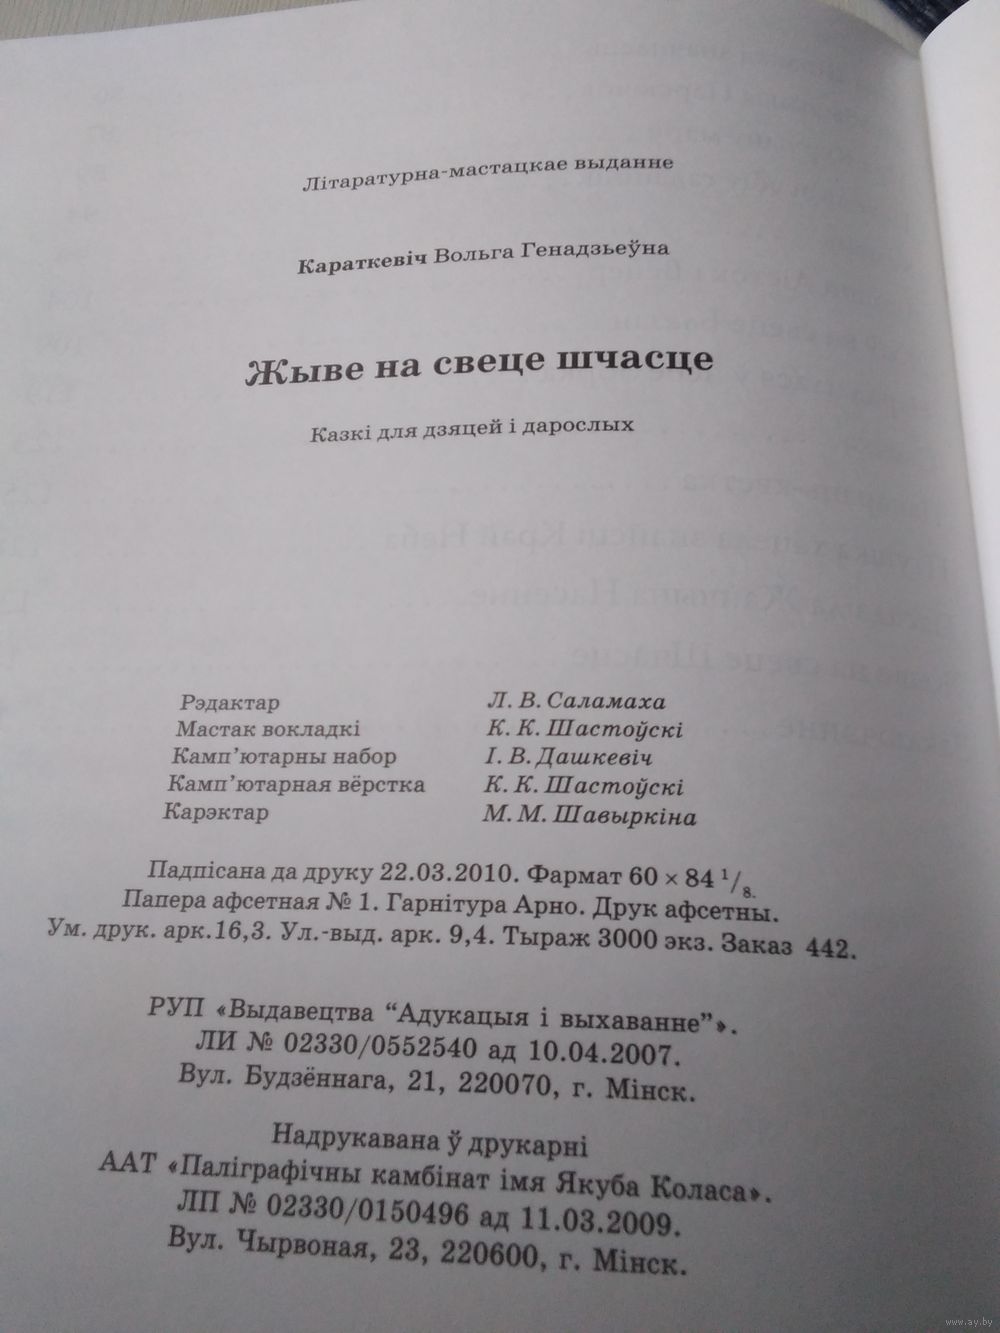 Літаратурна-мастацкае выданне
Караткевіч Вольга Генадзьеўна
Жыве на свеце шчасце
Казкі для дзяцей і дарослых
Рэдактар Л. В. Саламаха
Мастак вокладкі К. К. Шастоўскі
Камп'ютарны набор І. В. Дашкевіч
Камп'ютарная вёрстка К. К. Шастоўскі
Карэктар М. М. Шавыркіна
Падпісана да друку 22.03.2010. Фармат 60 × 84 1/8.
Папера афсетная № 1. Гарнітура Арно. Друк афсетны.
Ум. друк. арк.16,3. Ул.-выд. арк. 9,4. Тыраж 3000 экз. Заказ 442.
РУП «Выдавецтва “Адукацыя і выхаванне”».
ЛИ № 02330/0552540 ад 10.04.2007.
Вул. Будзённага, 21, 220070, г. Мінск.
Надрукавана ў друкарні
ААТ «Паліграфічны камбінат імя Якуба Коласа».
ЛП № 02330/0150496 ад 11.03.2009.
Вул. Чырвоная, 23, 220600, г. Мінск.
www.ay.by